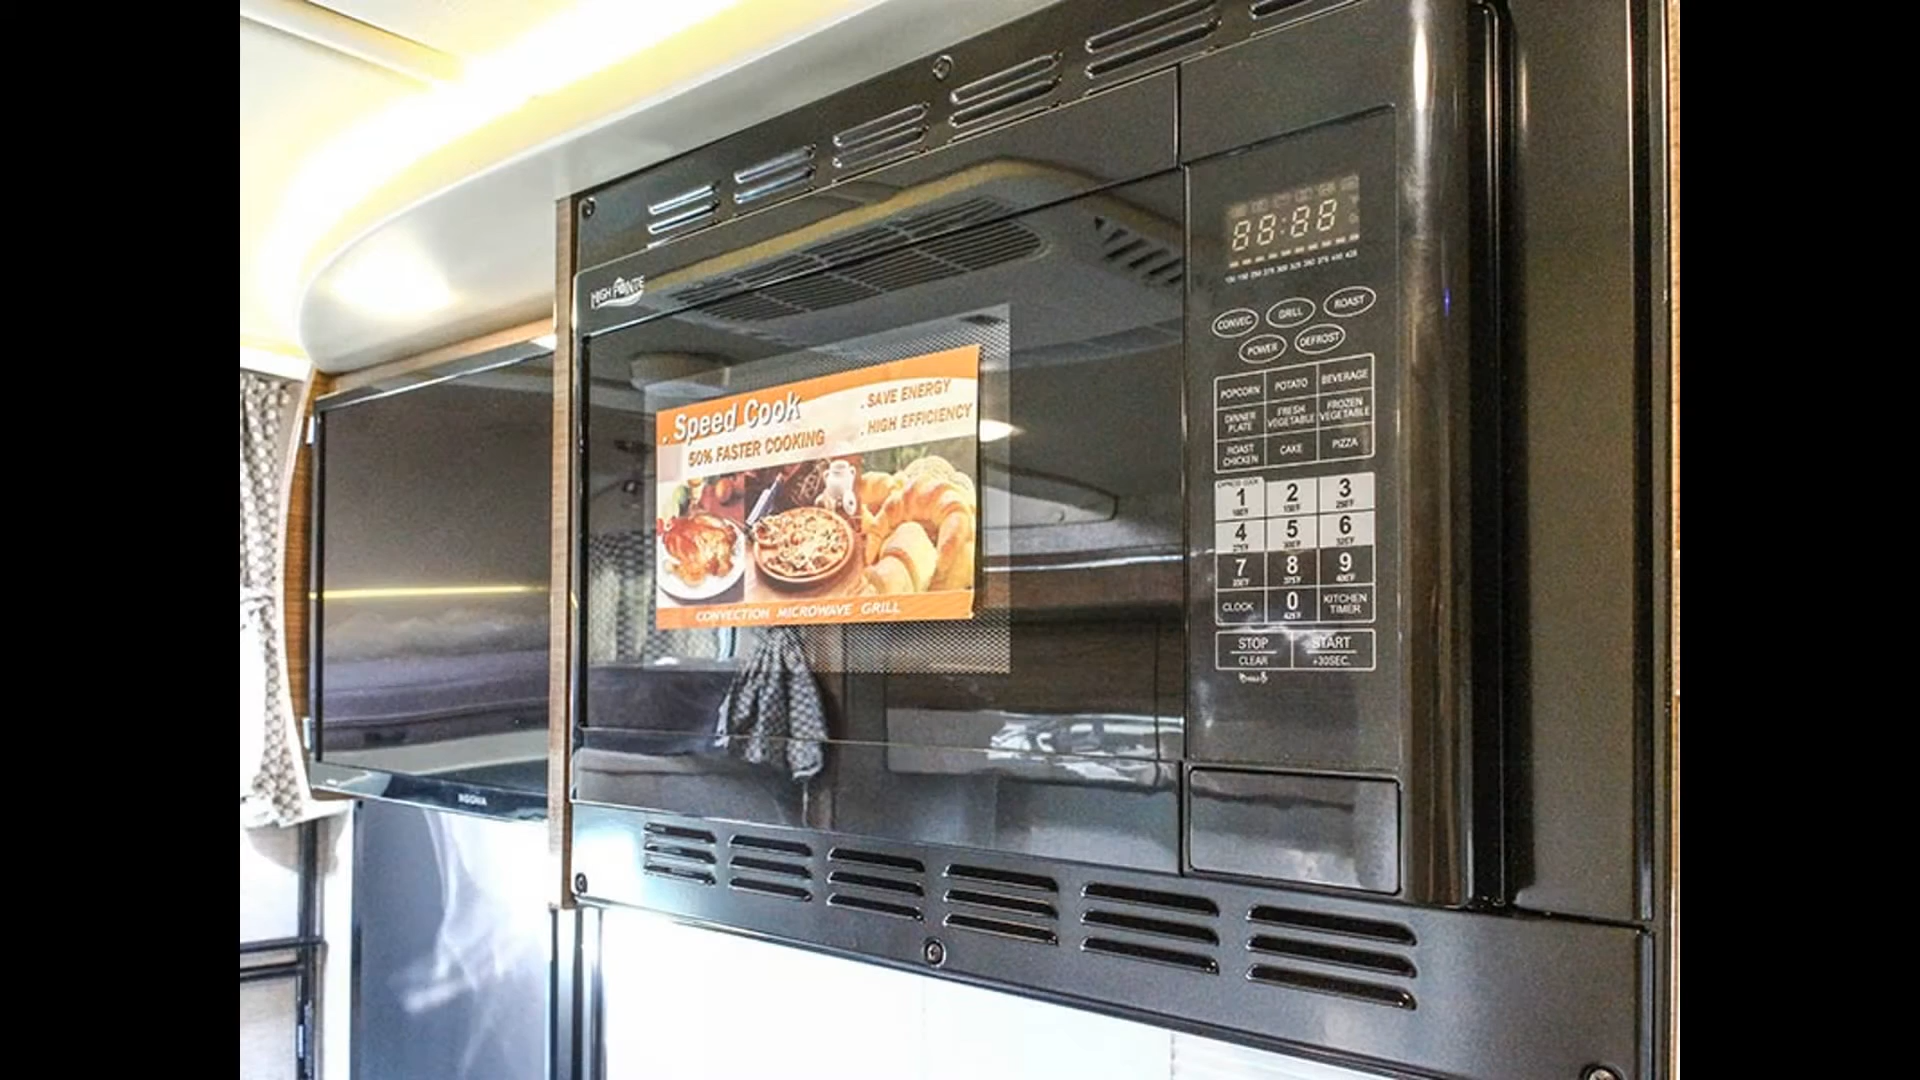 HIGH POINTE
. Speed Cook
50% FASTER COOKING
. SAVE ENERGY
. HIGH EFFICIENCY
CONVECTION MICROWAVE GRILL
88:88
CONVEC.
GRILL
ROAST
POWER
DEFROST
POPCORN
POTATO
BEVERAGE
DINNER
PLATE
FRESH
VEGETABLE
FROZEN
VEGETABLE
ROAST
CHICKEN
CAKE
PIZZA
EXPRESS COOK
1
2
3
4
5
6
7
8
9
CLOCK
0
KITCHEN
TIMER
STOP
CLEAR
START
+30SEC.